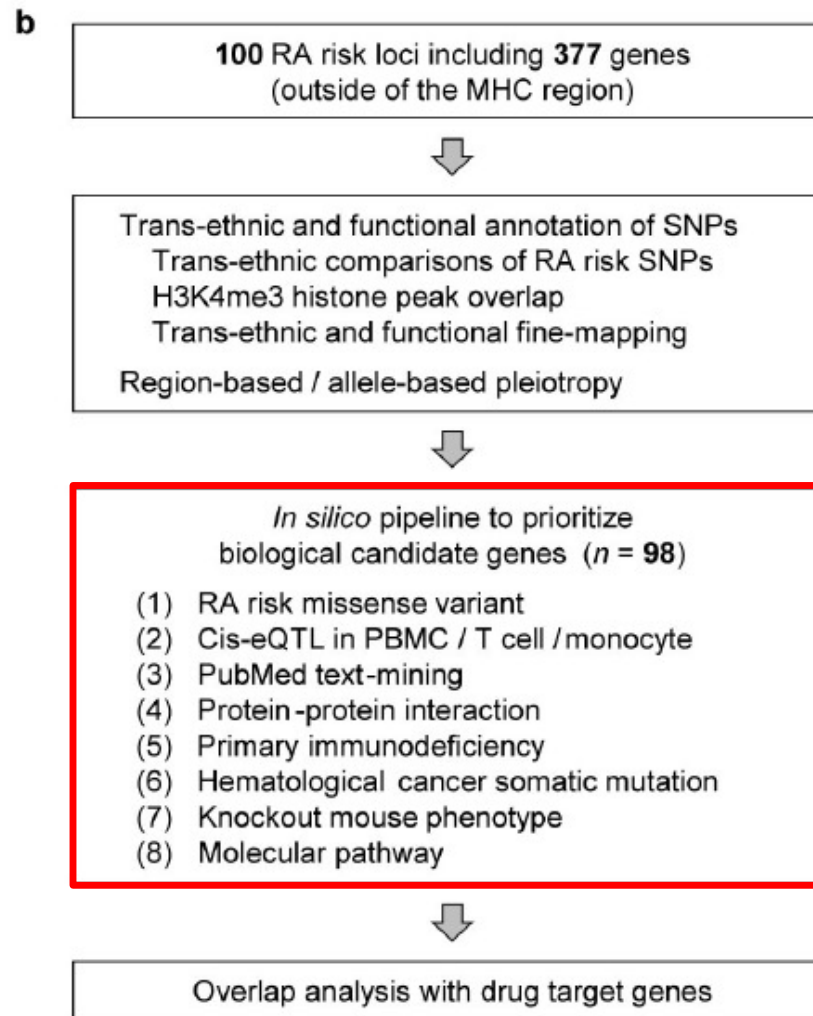 b
100 RA risk loci including 377 genes
(outside of the MHC region)
Trans-ethnic and functional annotation of SNPs
Trans-ethnic comparisons of RA risk SNPs
H3K4me3 histone peak overlap
Trans-ethnic and functional fine-mapping
Region-based / allele-based pleiotropy
In silico pipeline to prioritize
biological candidate genes (n = 98)
(1) RA risk missense variant
(2) Cis-eQTL in PBMC / T cell / monocyte
(3) PubMed text-mining
(4) Protein-protein interaction
(5) Primary immunodeficiency
(6) Hematological cancer somatic mutation
(7) Knockout mouse phenotype
(8) Molecular pathway
Overlap analysis with drug target genes